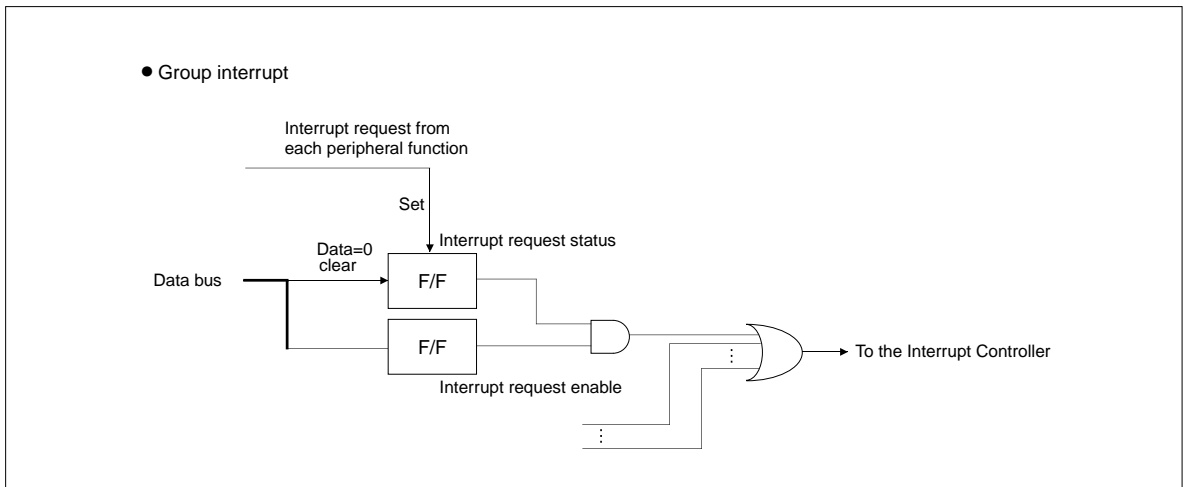 ● Group interrupt
Interrupt request from
each peripheral function
Set
Interrupt request status
Data=0
clear
Data bus
F/F
F/F
To the Interrupt Controller
Interrupt request enable